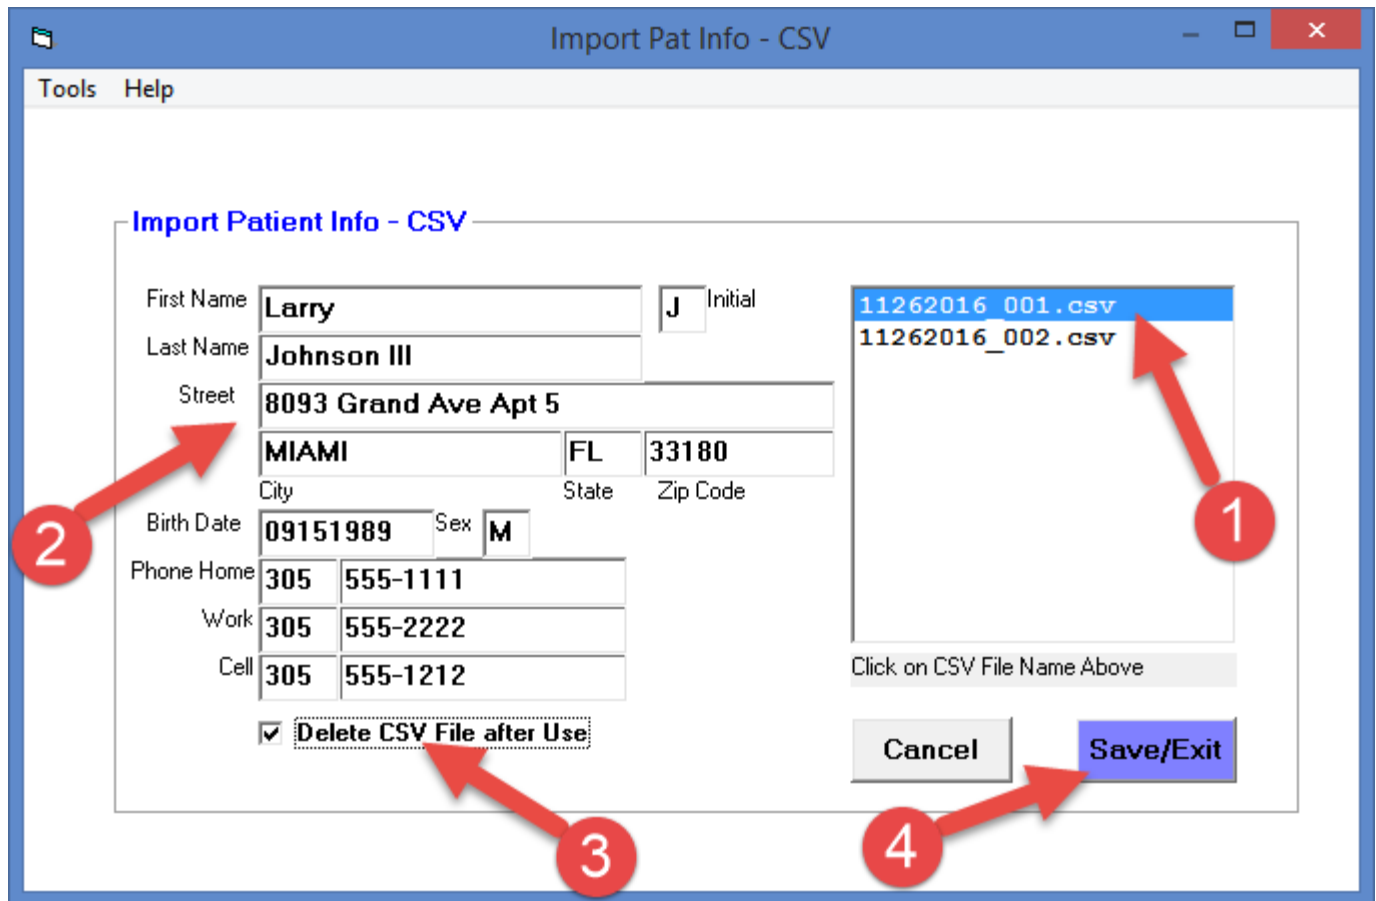 Import Pat Info - CSV
Tools Help
Import Patient Info - CSV
First Name Larry J Initial
Last Name Johnson III
Street 8093 Grand Ave Apt 5
MIAMI FL 33180
City State Zip Code
Birth Date 09151989 Sex M
Phone Home 305 555-1111
Work 305 555-2222
Cell 305 555-1212
Delete CSV File after Use
11262016_001.csv
11262016_002.csv
Click on CSV File Name Above
Cancel Save/Exit
1
2
3
4